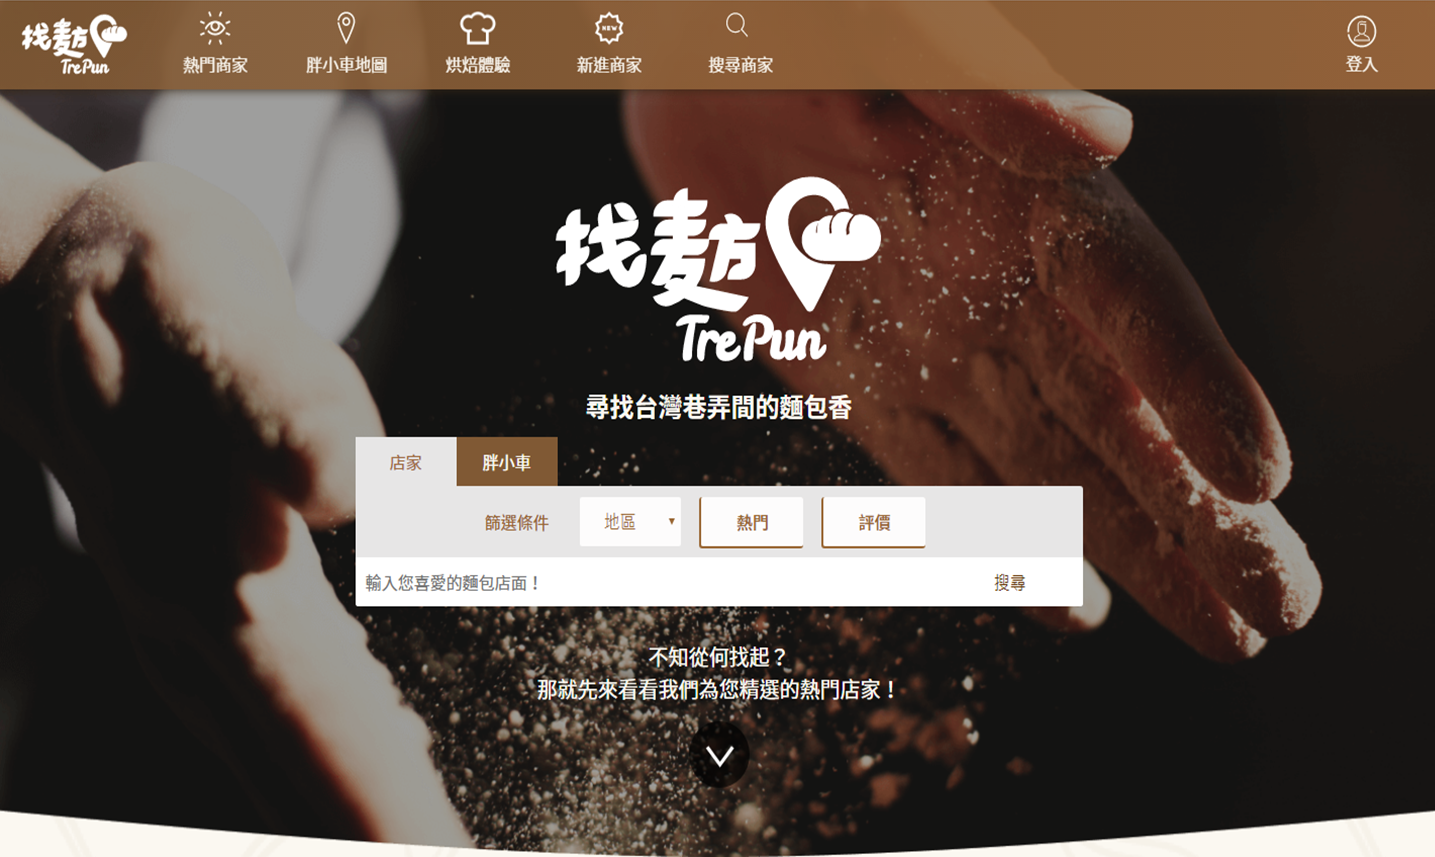 找麵方
TrePun
熱門商家
胖小車地圖
烘焙體驗
NEW
新進商家
搜尋商家
登入
找麵方
TrePun
尋找台灣巷弄間的麵包香
店家
胖小車
篩選條件
地區
熱門
評價
輸入您喜愛的麵包店面！
搜尋
不知從何找起？
那就先來看看我們為您精選的熱門店家！